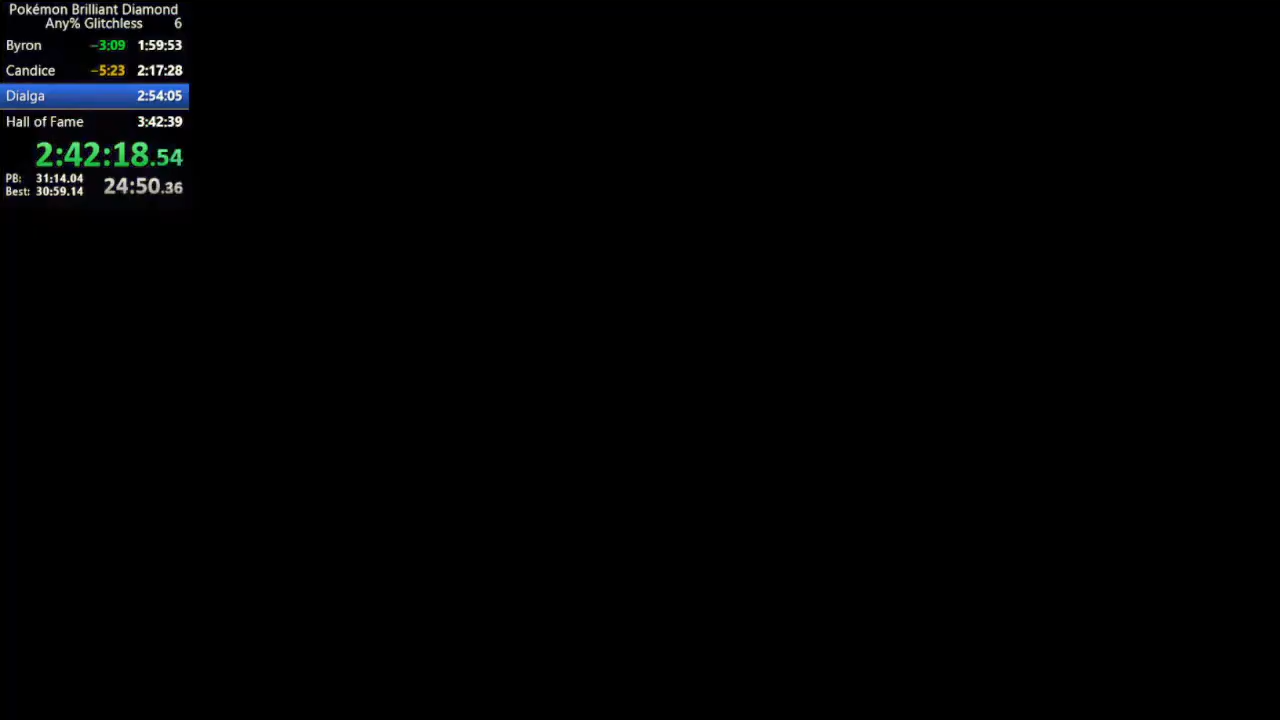 Pokémon Brilliant Diamond
Any% Glitchless 6
Byron −3:09 1:59:53
Candice −5:23 2:17:28
Dialga 2:54:05
Hall of Fame 3:42:39
2:42:18.54
PB: 31:14.04
Best: 30:59.14
24:50.36